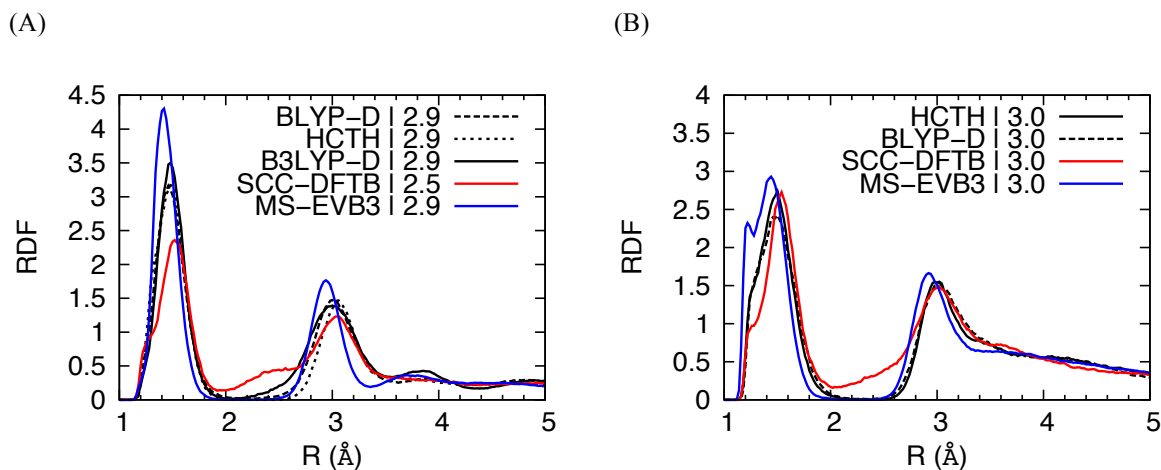 (A)
(B)
4.5
4
3.5
3
2.5
2
1.5
1
0.5
0
RDF
BLYP–D | 2.9
HCTH | 2.9
B3LYP–D | 2.9
SCC–DFTB | 2.5
MS–EVB3 | 2.9
1 2 3 4 5
R (Å)
4
3.5
3
2.5
2
1.5
1
0.5
0
RDF
HCTH | 3.0
BLYP–D | 3.0
SCC–DFTB | 3.0
MS–EVB3 | 3.0
1 2 3 4 5
R (Å)